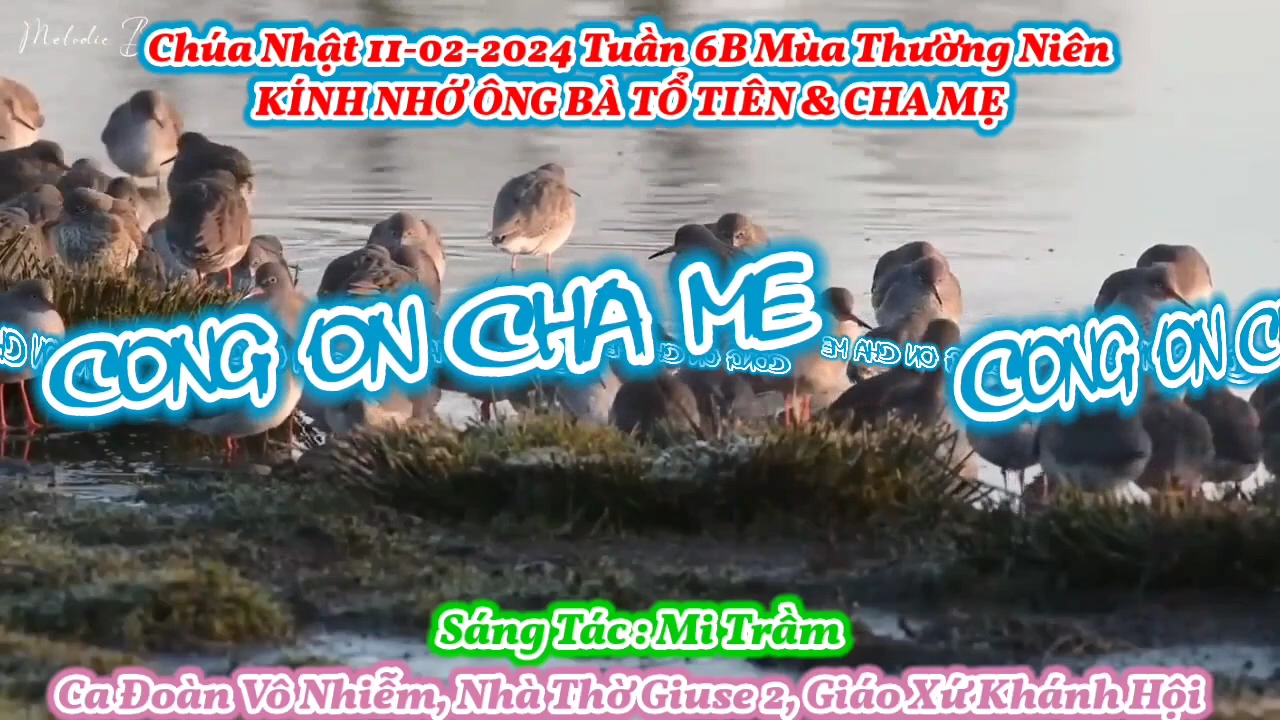 Melodic B
Chúa Nhật 11-02-2024 Tuần 6B Mùa Thường Niên
KÍNH NHỚ ÔNG BÀ TỔ TIÊN & CHA MẸ
CONG ON CHA ME CONG ON C
Sáng Tác : Mi Trầm
Ca Đoàn Vô Nhiễm, Nhà Thờ Giuse 2, Giáo Xứ Khánh Hội